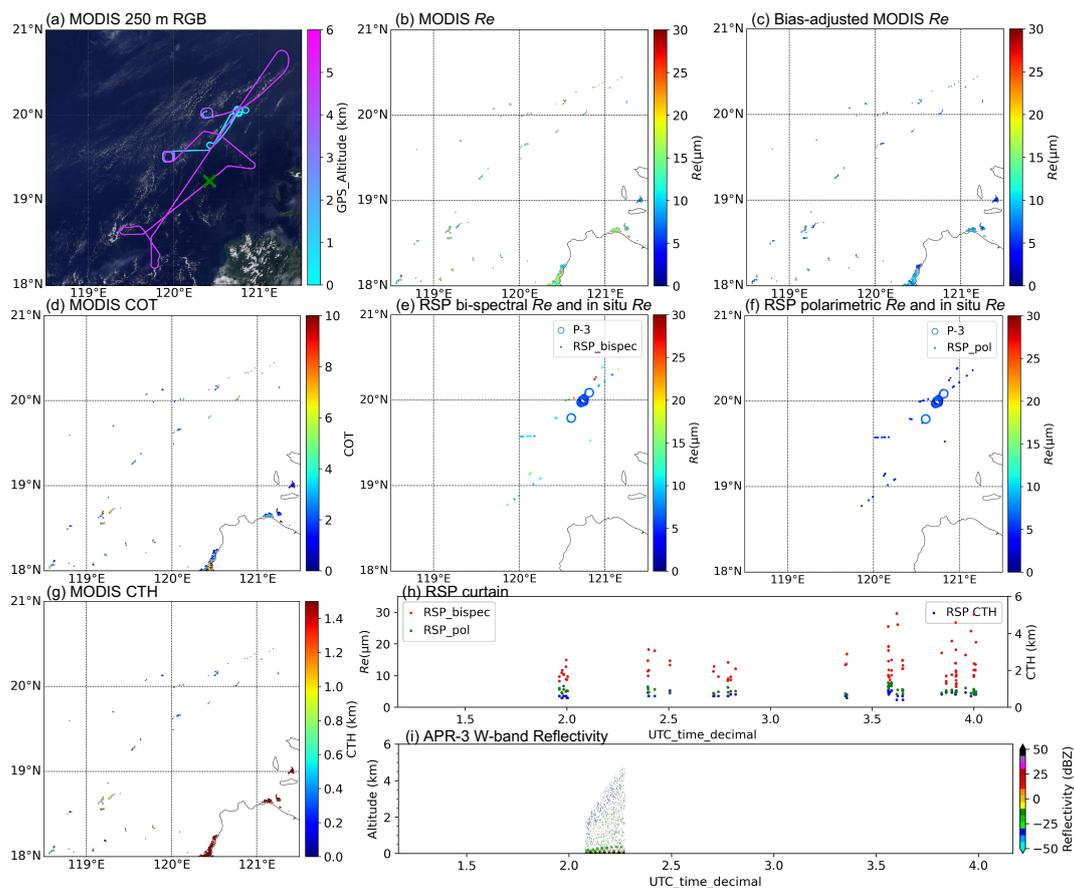 (a) MODIS 250 m RGB
(b) MODIS Re
(c) Bias-adjusted MODIS Re
21°N
20°N
19°N
18°N
119°E
120°E
121°E
6
5
4
3
2
1
0
GPS_Altitude (km)
21°N
20°N
19°N
18°N
119°E
120°E
121°E
30
25
20
15
10
5
0
Re(μm)
21°N
20°N
19°N
18°N
119°E
120°E
121°E
30
25
20
15
10
5
0
Re(μm)
(d) MODIS COT
(e) RSP bi-spectral Re and in situ Re
(f) RSP polarimetric Re and in situ Re
21°N
20°N
19°N
18°N
119°E
120°E
121°E
10
8
6
4
2
0
COT
P-3
RSP_bispec
21°N
20°N
19°N
18°N
119°E
120°E
121°E
30
25
20
15
10
5
0
Re(μm)
P-3
RSP_pol
21°N
20°N
19°N
18°N
119°E
120°E
121°E
30
25
20
15
10
5
0
Re(μm)
(g) MODIS CTH
21°N
20°N
19°N
18°N
119°E
120°E
121°E
1.4
1.2
1.0
0.8
0.6
0.4
0.2
0.0
CTH (km)
(h) RSP curtain
RSP_bispec
RSP_pol
RSP CTH
30
20
10
0
Re(μm)
6
4
2
0
CTH (km)
1.5
2.0
2.5
3.0
3.5
4.0
UTC_time_decimal
(i) APR-3 W-band Reflectivity
6
4
2
0
Altitude (km)
1.5
2.0
2.5
3.0
3.5
4.0
UTC_time_decimal
50
25
0
−25
−50
Reflectivity (dBZ)